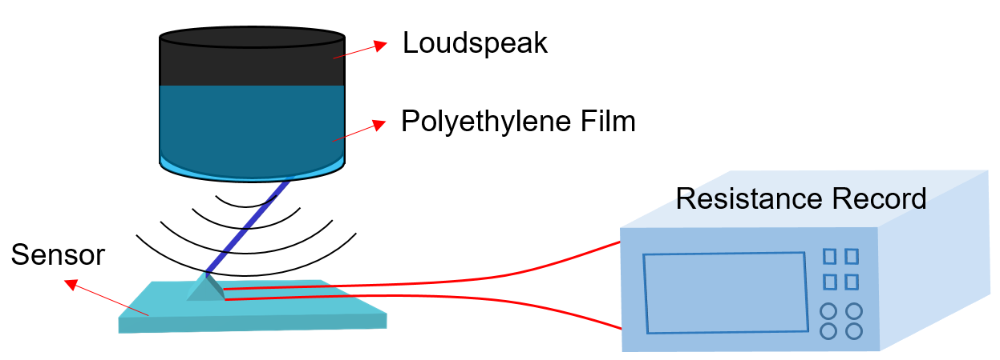 Loudspeak
Polyethylene Film
Resistance Record
Sensor